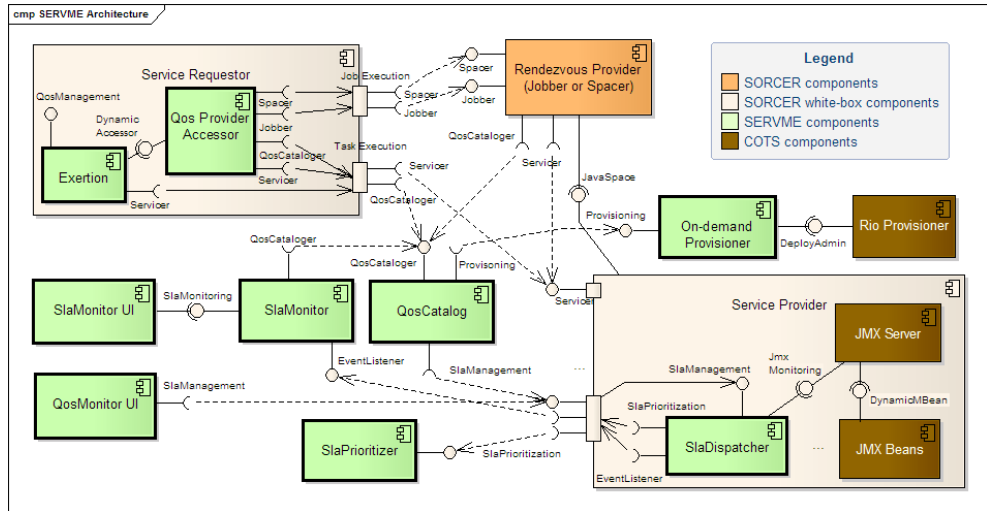 cmp SERVME Architecture
Service Requestor
QosManagement
Dynamic
Accessor
Qos Provider
Accessor
Exertion
Spacer
Jobber
QosCataloger
Servicer
Servicer
Job Execution
Spacer
Jobber
Task Execution
Servicer
QosCataloger
Spacer
Jobber
Rendezvous Provider
(Jobber or Spacer)
QosCataloger
Servicer
JavaSpace
Legend
SORCER components
SORCER white-box components
SERVME components
COTS components
Provisioning
On-demand
Provisioner
DeployAdmin
Rio Provisioner
QosCataloger
QosCataloger
Provisoning
Servicer
SlaMonitor UI
SlaMonitoring
SlaMonitor
QosCatalog
Service Provider
JMX Server
EventListener
SlaManagement
...
SlaManagement
Jmx
Monitoring
DynamicMBean
QosMonitor UI
SlaManagement
SlaPrioritizer
SlaPrioritization
SlaPrioritization
SlaDispatcher
...
JMX Beans
EventListener